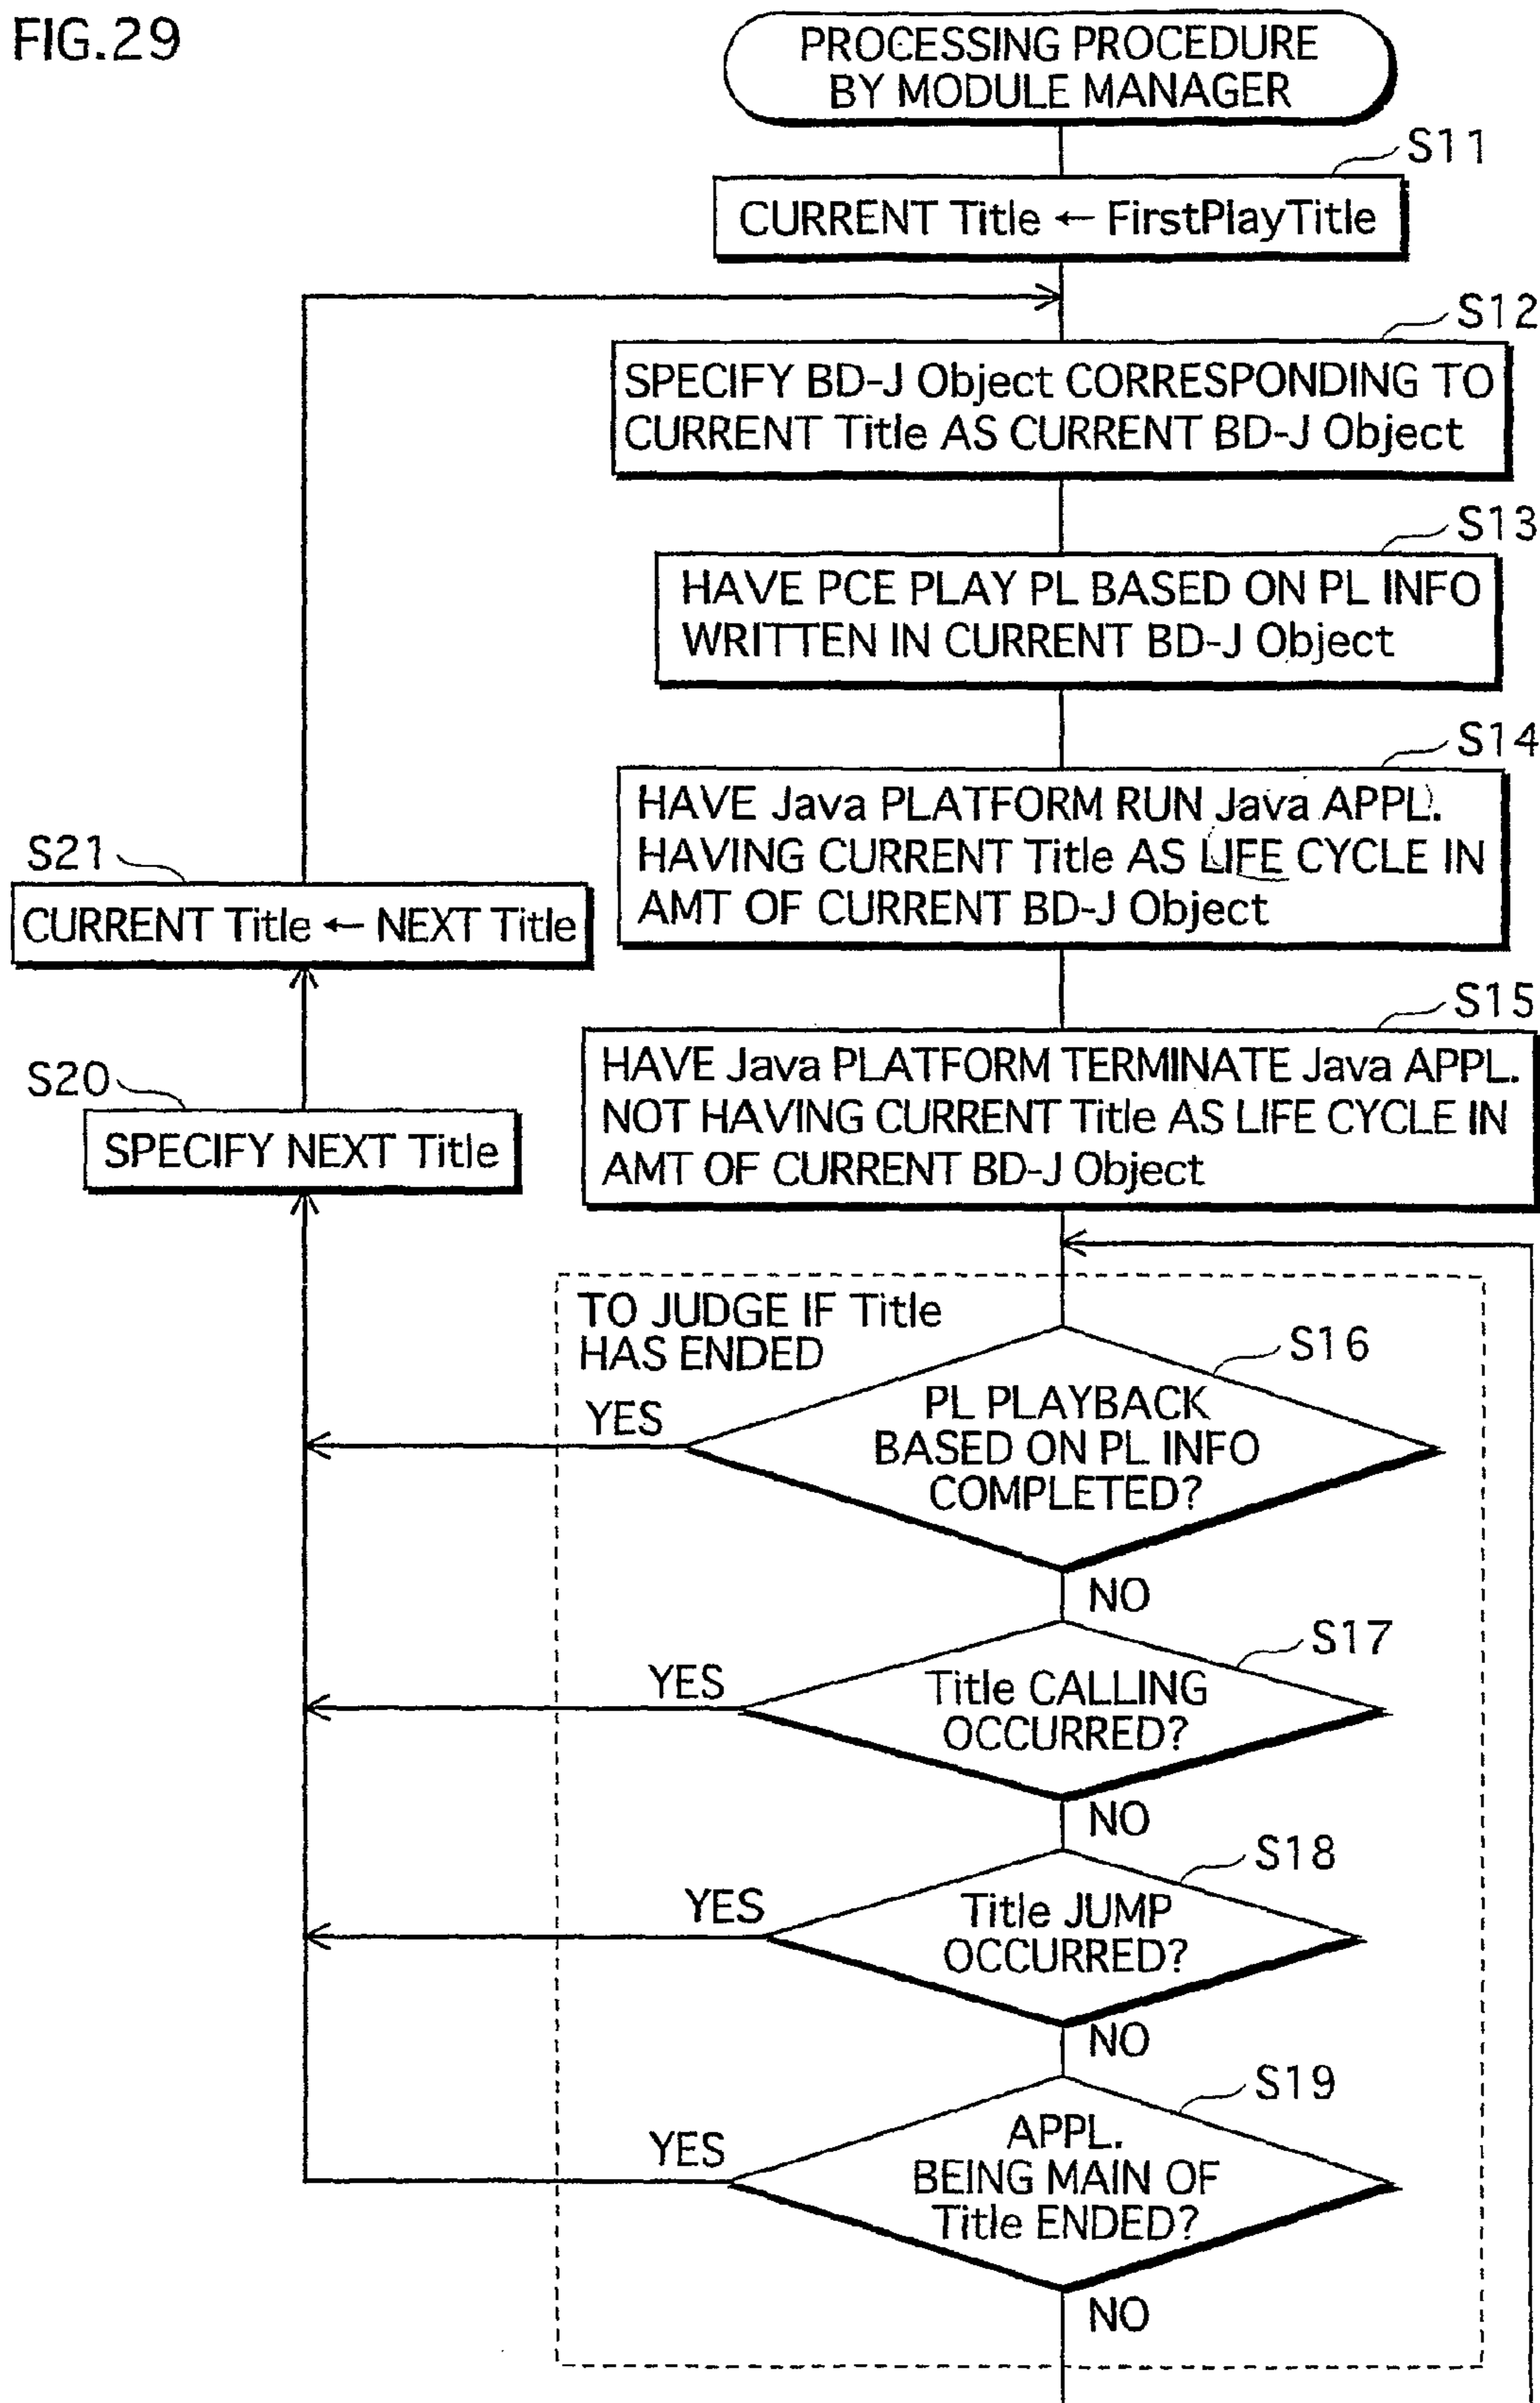 FIG.29
PROCESSING PROCEDURE
BY MODULE MANAGER
S11
CURRENT Title ← FirstPlayTitle
S12
SPECIFY BD-J Object CORRESPONDING TO
CURRENT Title AS CURRENT BD-J Object
S13
HAVE PCE PLAY PL BASED ON PL INFO
WRITTEN IN CURRENT BD-J Object
S14
HAVE Java PLATFORM RUN Java APPL.
HAVING CURRENT Title AS LIFE CYCLE IN
AMT OF CURRENT BD-J Object
S21
CURRENT Title ← NEXT Title
S15
HAVE Java PLATFORM TERMINATE Java APPL.
NOT HAVING CURRENT Title AS LIFE CYCLE IN
AMT OF CURRENT BD-J Object
S20
SPECIFY NEXT Title
TO JUDGE IF Title
HAS ENDED
S16
PL PLAYBACK
BASED ON PL INFO
COMPLETED?
YES
NO
S17
Title CALLING
OCCURRED?
YES
NO
S18
Title JUMP
OCCURRED?
YES
NO
S19
APPL.
BEING MAIN OF
Title ENDED?
YES
NO